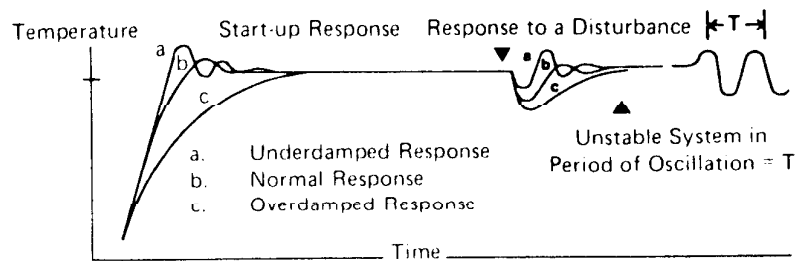 Temperature
Start-up Response
Response to a Disturbance
T
a
b
c
a
b
c
a. Underdamped Response
b. Normal Response
c. Overdamped Response
Unstable System in
Period of Oscillation = T
Time